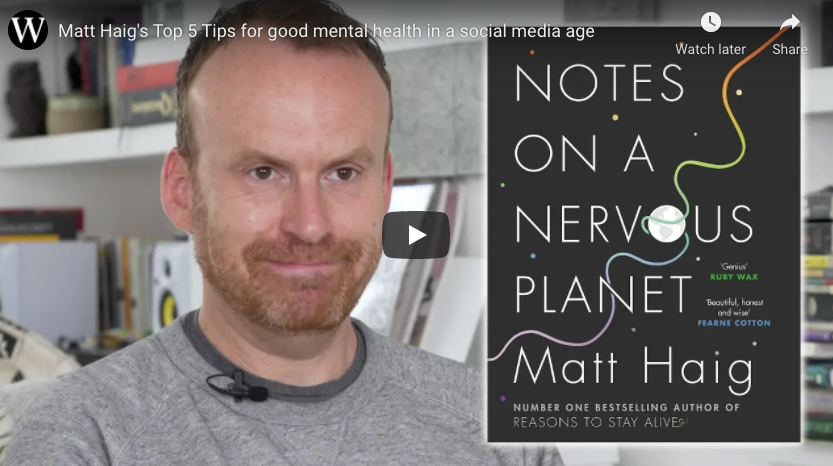 W
Matt Haig's Top 5 Tips for good mental health in a social media age
Watch later
Share
NOTES
ON A
NERVOUS
PLANET
'Genius'
RUBY WAX
'Beautiful, honest
and wise'
FEARNE COTTON
Matt Haig
NUMBER ONE BESTSELLING AUTHOR OF
REASONS TO STAY ALIVE